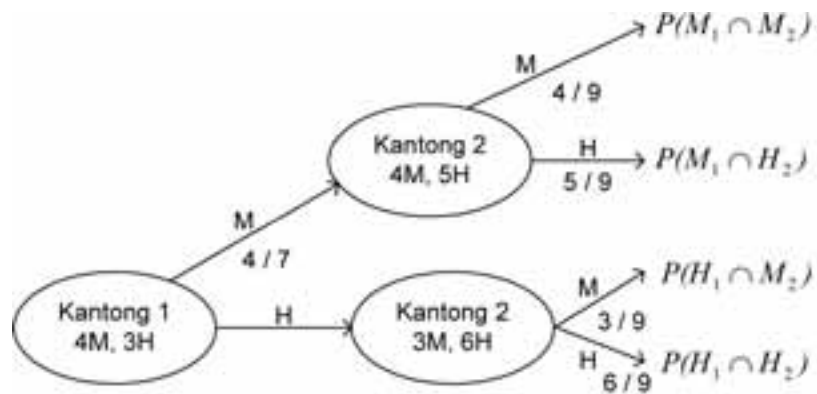 P(M₁ ∩ M₂)
M
4 / 9
Kantong 2
4M, 5H
H
5 / 9
P(M₁ ∩ H₂)
M
4 / 7
Kantong 1
4M, 3H
H
Kantong 2
3M, 6H
M
3 / 9
P(H₁ ∩ M₂)
H
6 / 9
P(H₁ ∩ H₂)